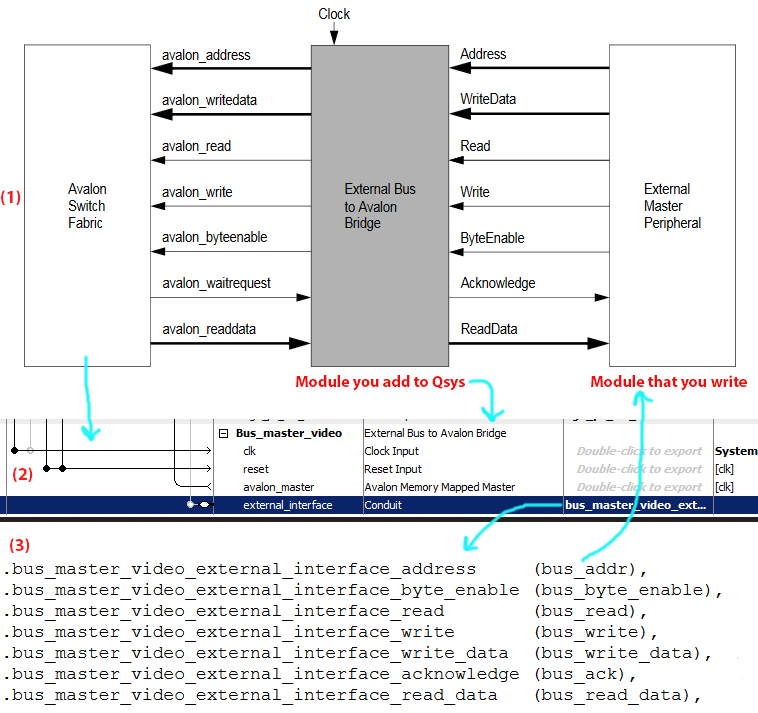 Clock
avalon_address
Address
avalon_writedata
WriteData
avalon_read
Read
(1)
Avalon
Switch
Fabric
avalon_write
External Bus
to Avalon
Bridge
Write
External
Master
Peripheral
avalon_byteenable
ByteEnable
avalon_waitrequest
Acknowledge
avalon_readdata
ReadData
Module you add to Qsys
Module that you write
Bus_master_video External Bus to Avalon Bridge
clk Clock Input Double-click to export System
(2)
reset Reset Input Double-click to export [clk]
avalon_master Avalon Memory Mapped Master Double-click to export [clk]
external_interface Conduit bus_master_video_ext...
(3)
.bus_master_video_external_interface_address (bus_addr),
.bus_master_video_external_interface_byte_enable (bus_byte_enable),
.bus_master_video_external_interface_read (bus_read),
.bus_master_video_external_interface_write (bus_write),
.bus_master_video_external_interface_write_data (bus_write_data),
.bus_master_video_external_interface_acknowledge (bus_ack),
.bus_master_video_external_interface_read_data (bus_read_data),